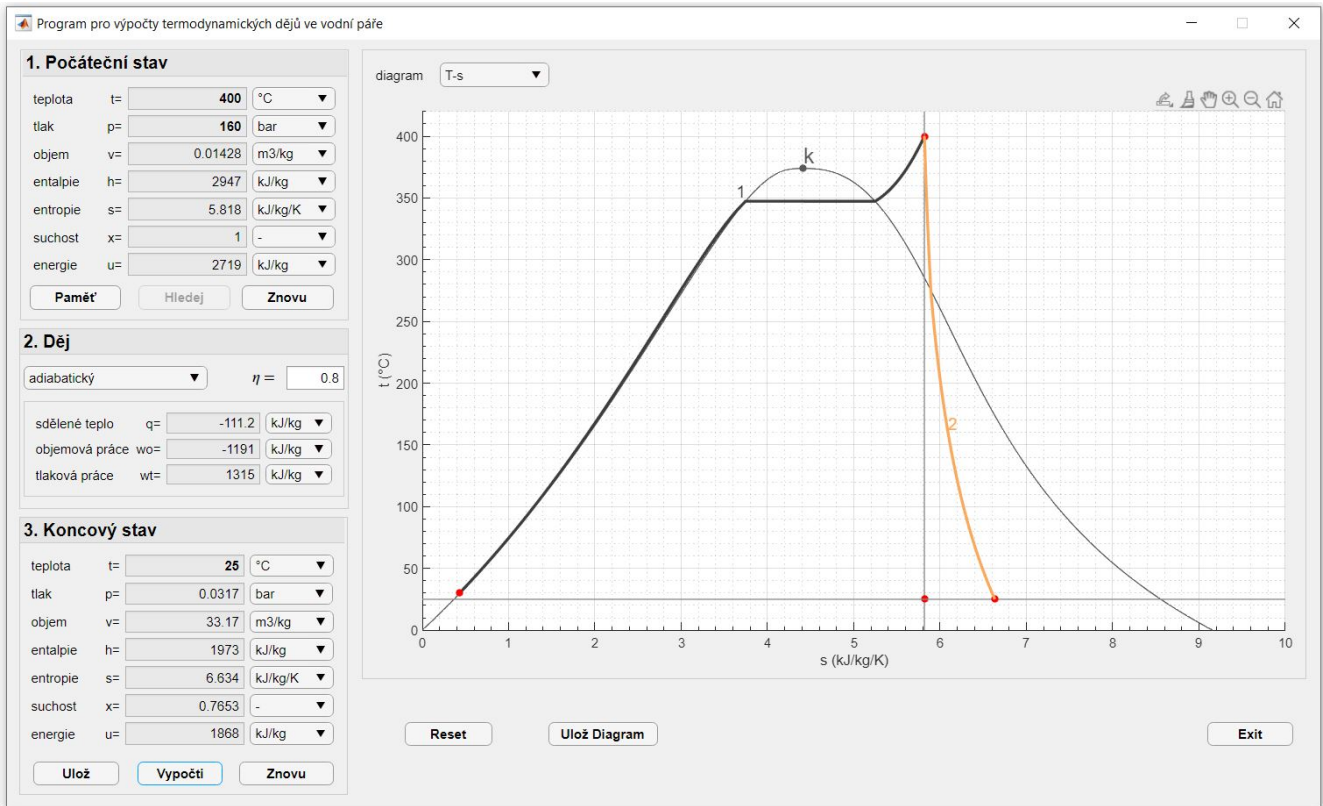 Program pro výpočty termodynamických dějů ve vodní páře
1. Počáteční stav
teplota t= 400 °C
tlak p= 160 bar
objem v= 0.01428 m3/kg
entalpie h= 2947 kJ/kg
entropie s= 5.818 kJ/kg/K
suchost x= 1 -
energie u= 2719 kJ/kg
Paměť Hledej Znovu
2. Děj
adiabatický η = 0.8
sdělené teplo q= -111.2 kJ/kg
objemová práce wo= -1191 kJ/kg
tlaková práce wt= 1315 kJ/kg
3. Koncový stav
teplota t= 25 °C
tlak p= 0.0317 bar
objem v= 33.17 m3/kg
entalpie h= 1973 kJ/kg
entropie s= 6.634 kJ/kg/K
suchost x= 0.7653 -
energie u= 1868 kJ/kg
Ulož Vypočti Znovu
diagram T-s
400
350
300
250
200
150
100
50
0
t (°C)
k
1
2
0 1 2 3 4 5 6 7 8 9 10
s (kJ/kg/K)
Reset Ulož Diagram Exit